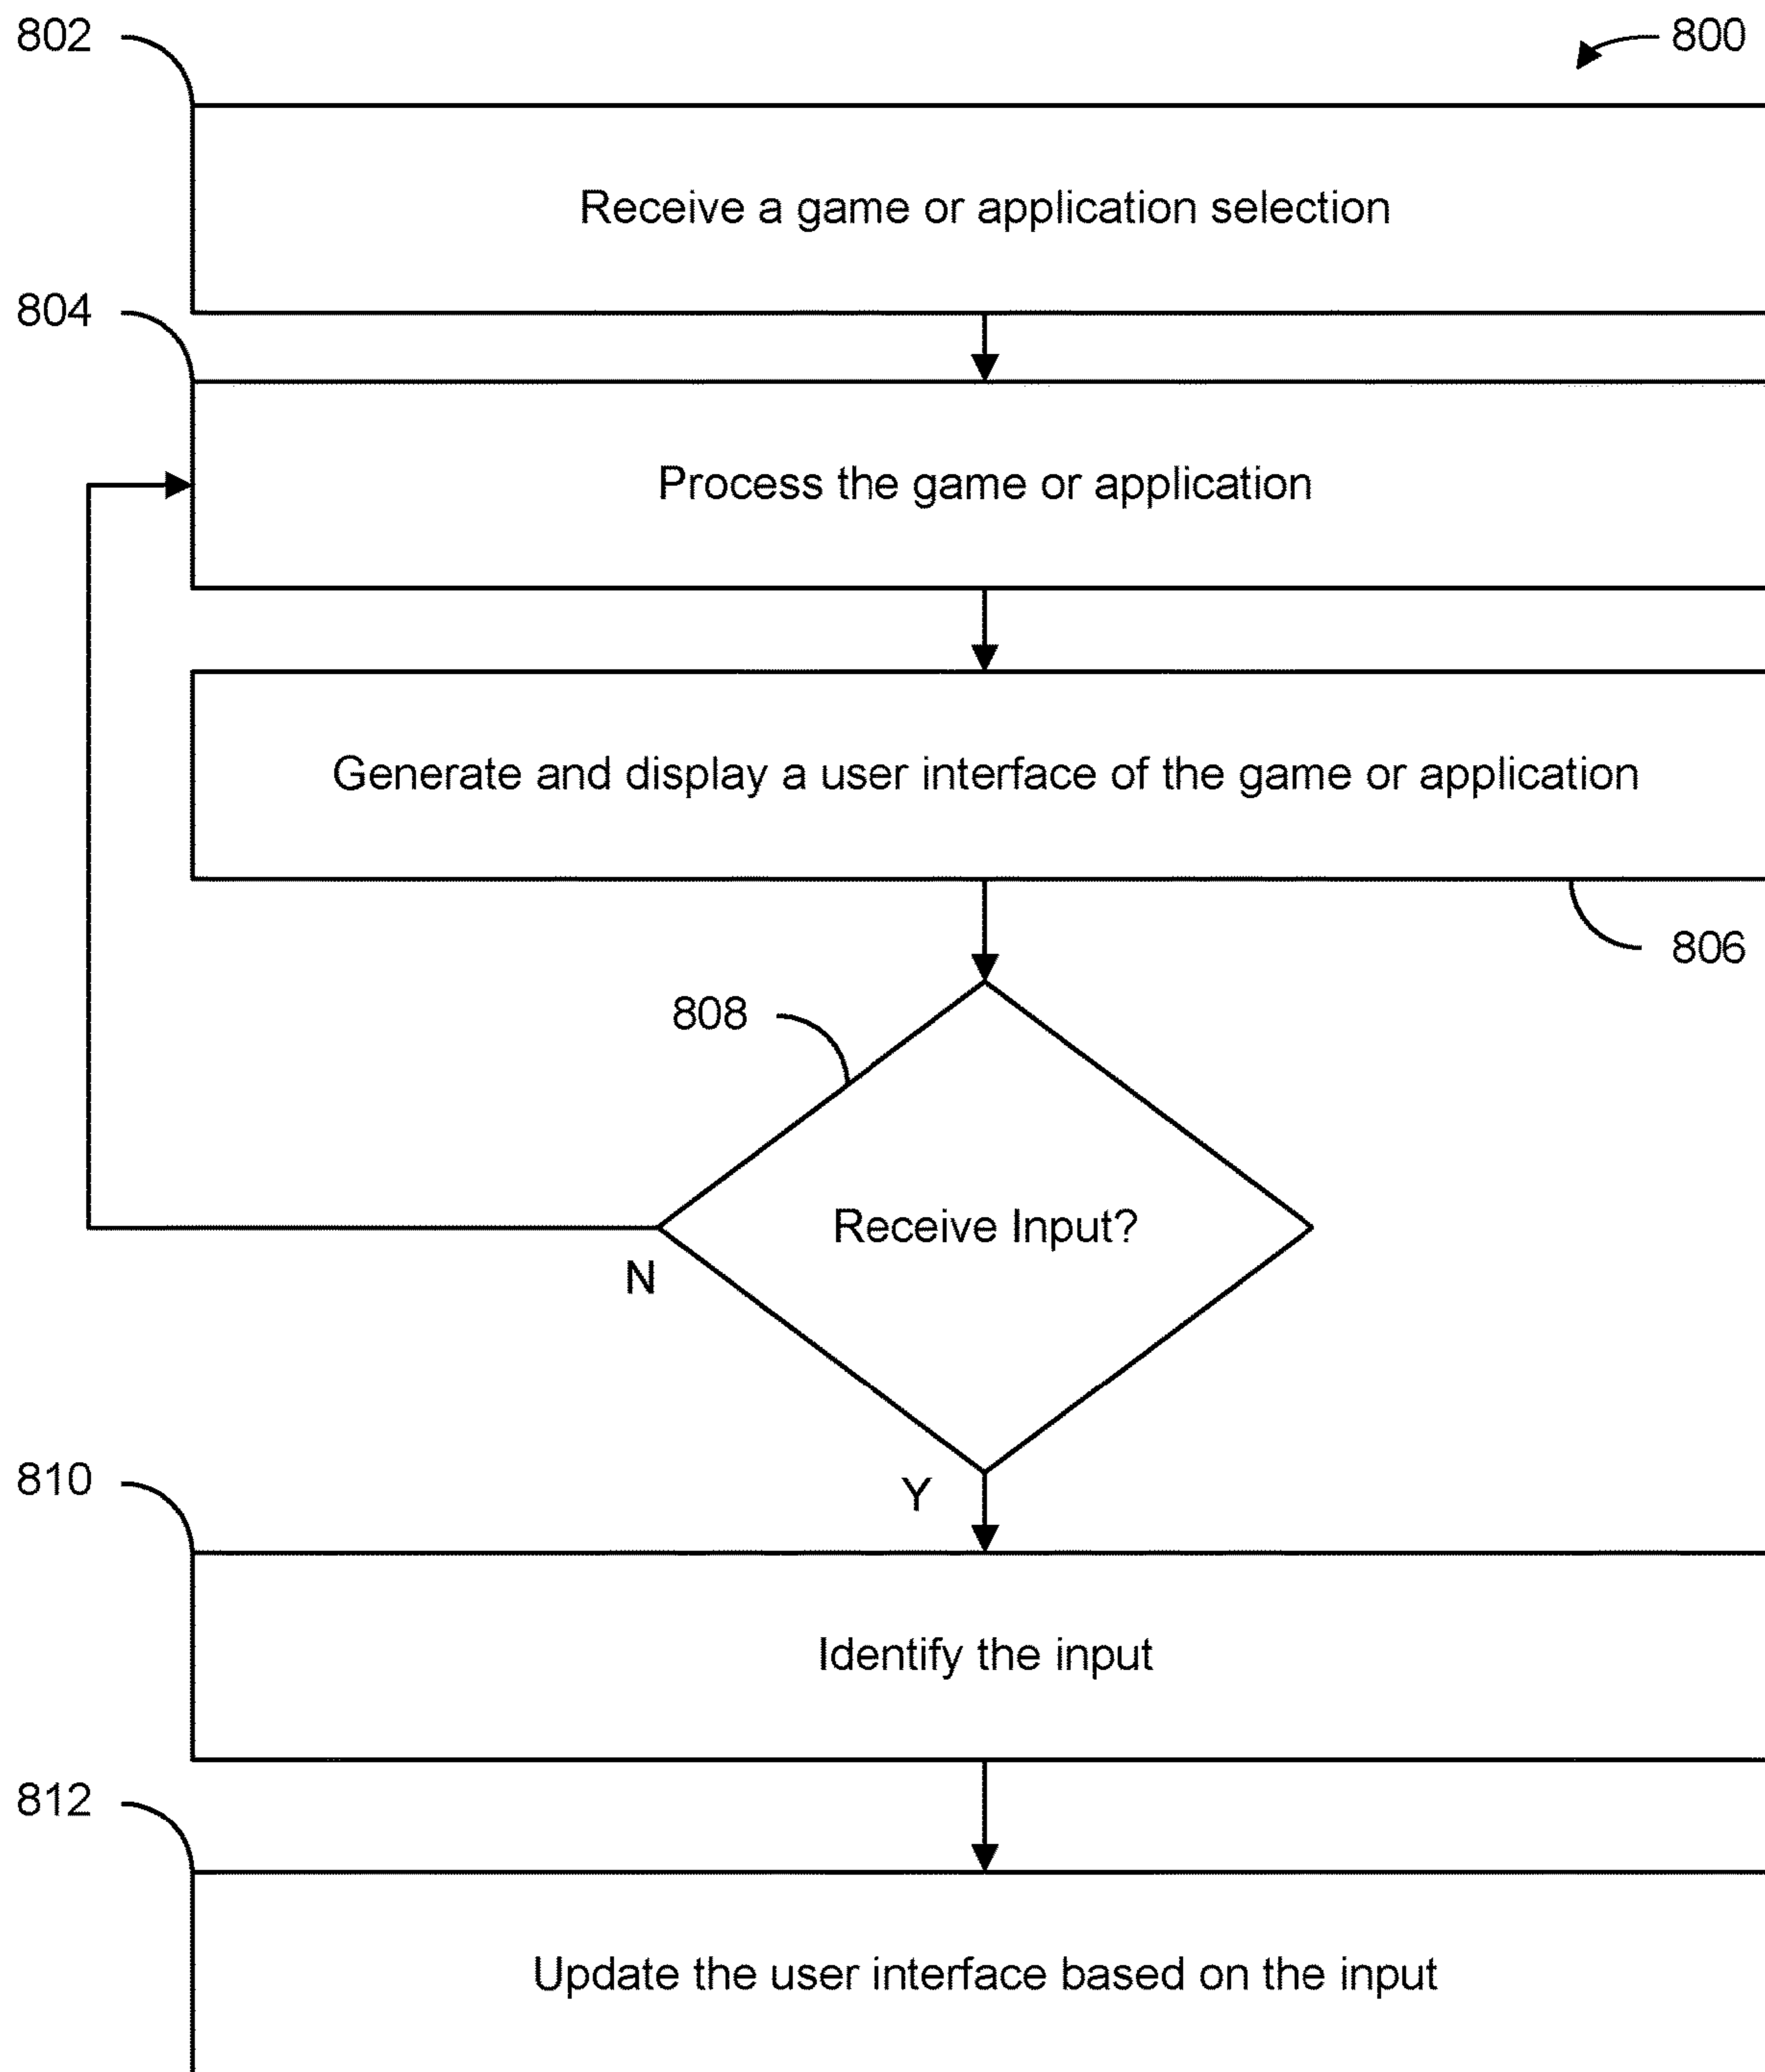 802
800
Receive a game or application selection
804
Process the game or application
Generate and display a user interface of the game or application
806
808
Receive Input?
N
Y
810
Identify the input
812
Update the user interface based on the input